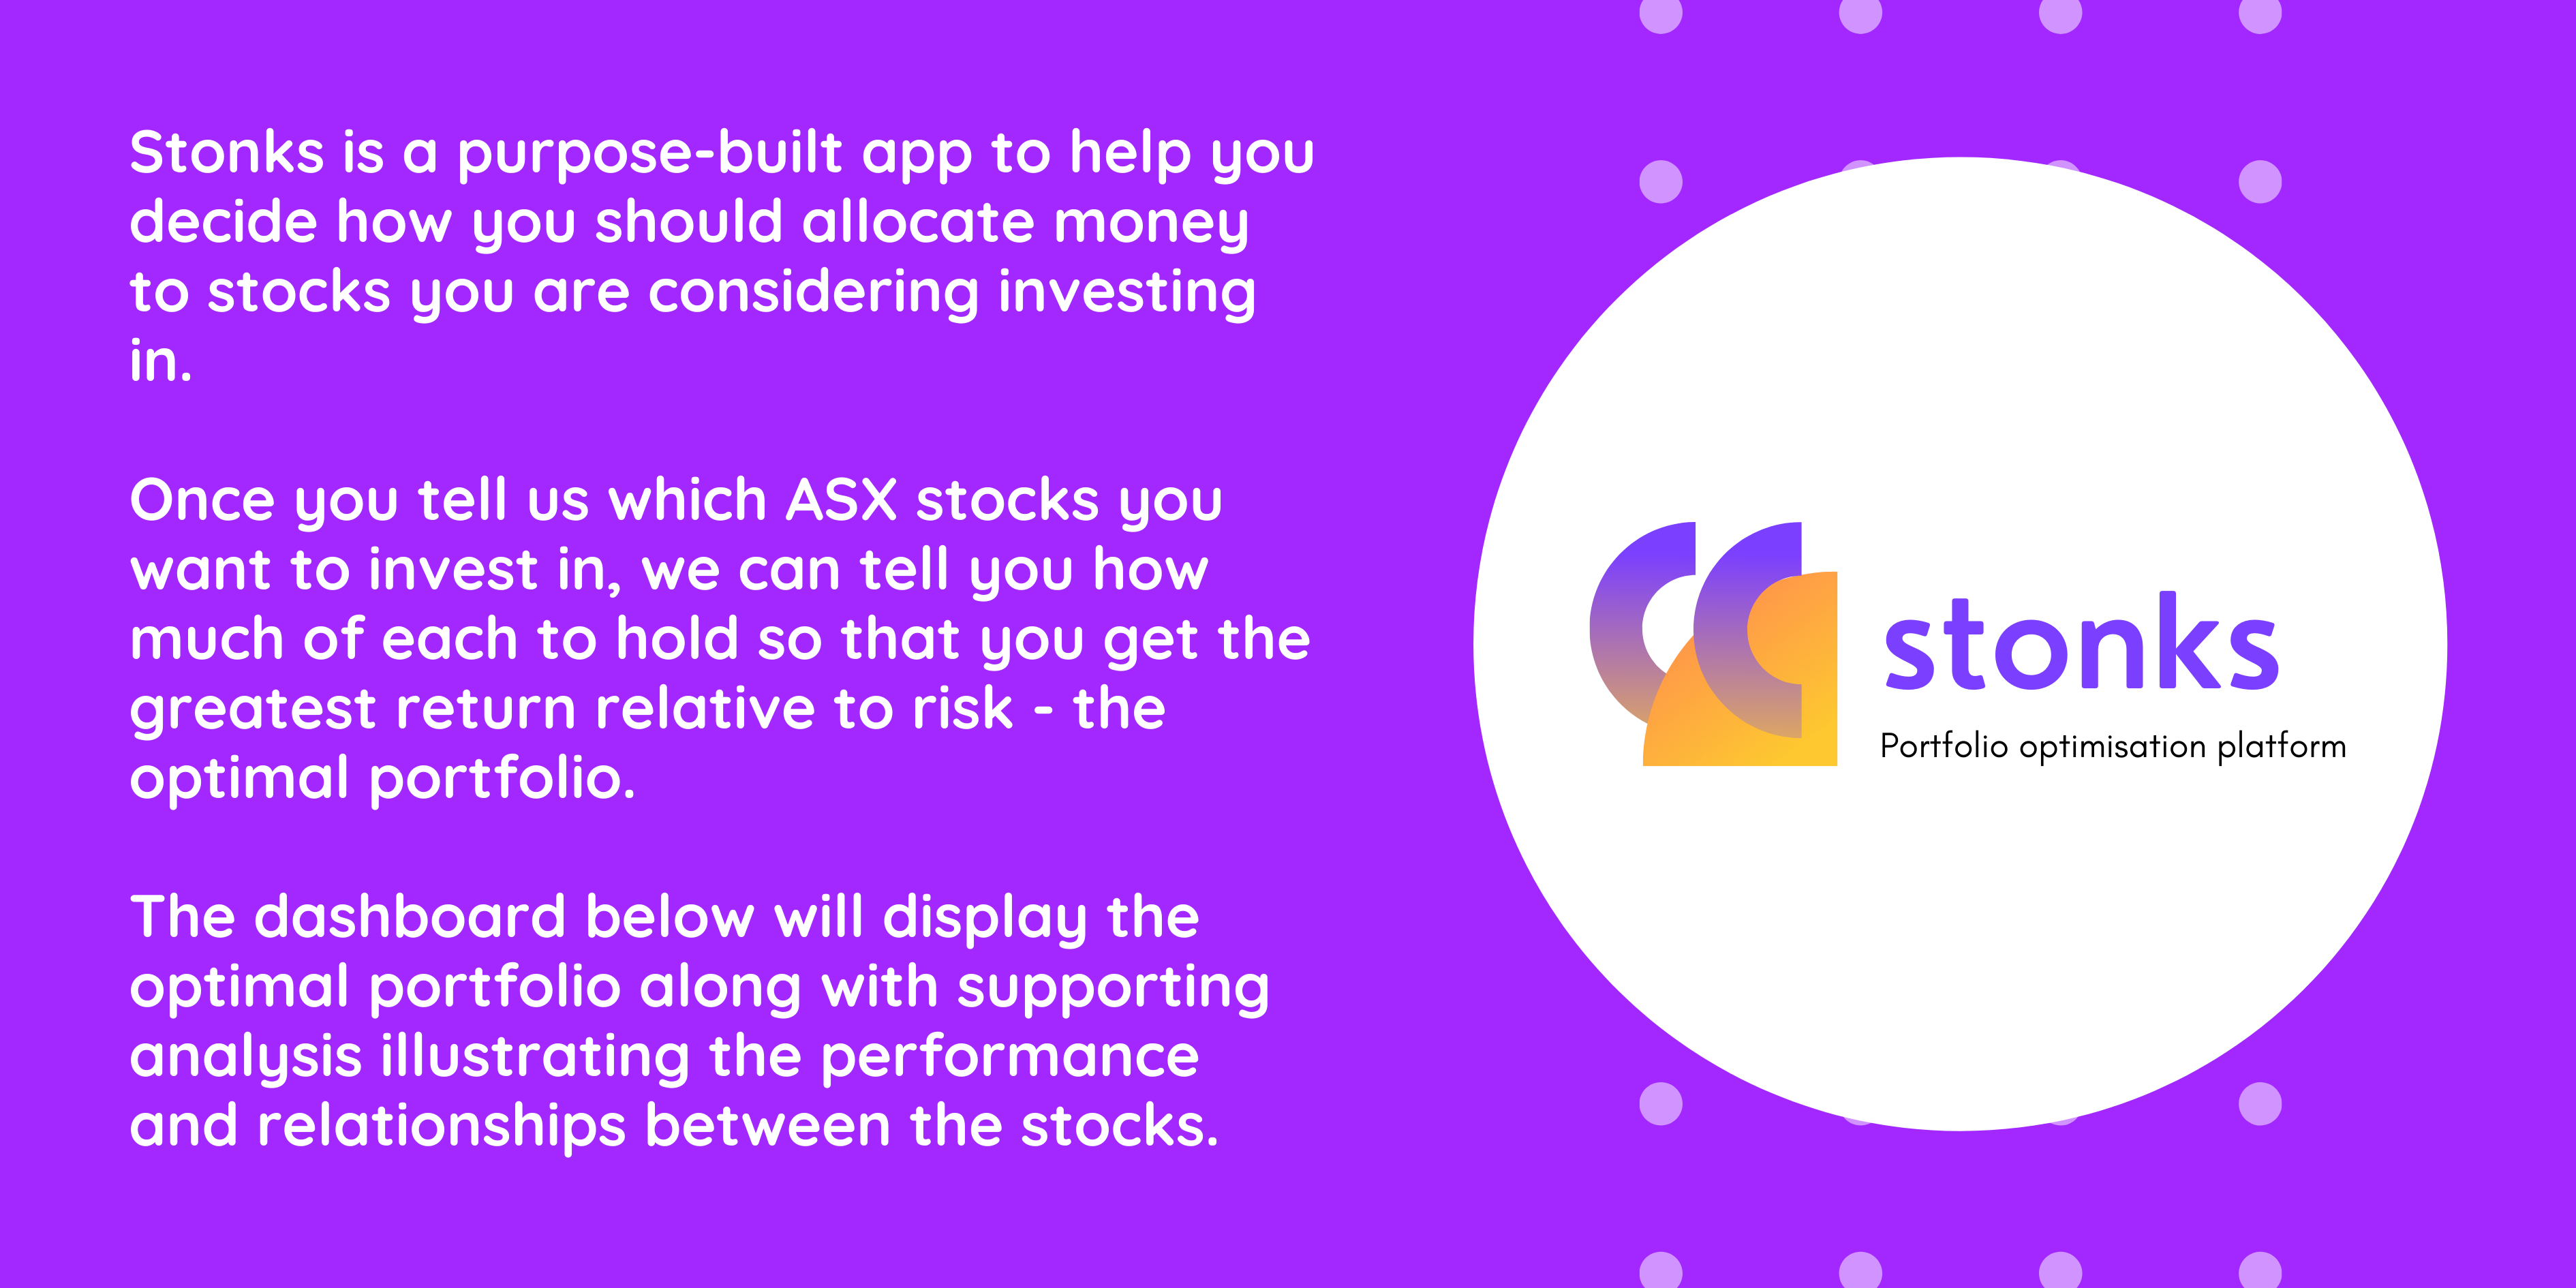 Stonks is a purpose-built app to help you
decide how you should allocate money
to stocks you are considering investing
in.
Once you tell us which ASX stocks you
want to invest in, we can tell you how
much of each to hold so that you get the
greatest return relative to risk - the
optimal portfolio.
The dashboard below will display the
optimal portfolio along with supporting
analysis illustrating the performance
and relationships between the stocks.
stonks
Portfolio optimisation platform